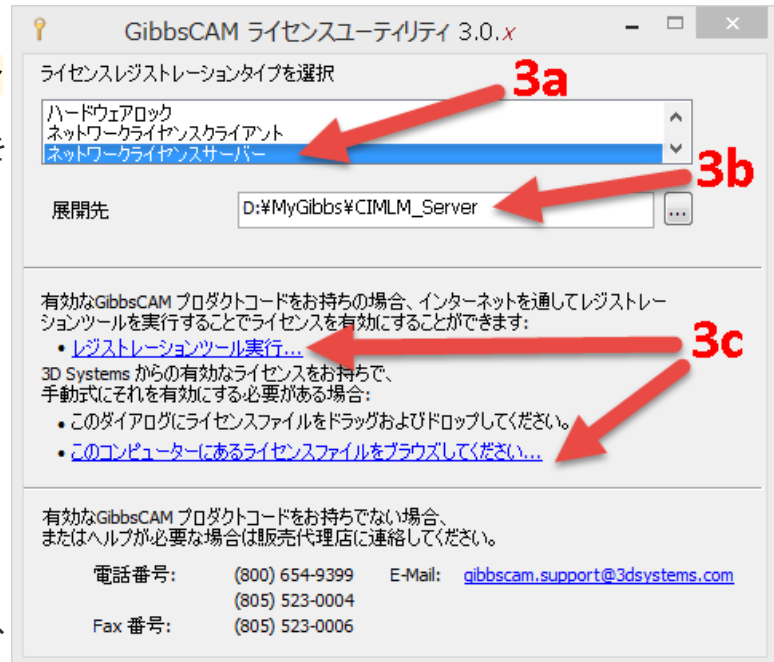 GibbsCAM ライセンスユーティリティ 3.0.x
ライセンスレジストレーションタイプを選択
3a
ハードウェアロック
ネットワークライセンスクライアント
ネットワークライセンスサーバー
3b
展開先 D:¥MyGibbs¥CIMLM_Server ...
有効なGibbsCAM プロダクトコードをお持ちの場合、インターネットを通してレジストレー
ションツールを実行することでライセンスを有効にすることができます:
• レジストレーションツール実行...
3c
3D Systems からの有効なライセンスをお持ちで、
手動式にそれを有効にする必要がある場合:
• このダイアログにライセンスファイルをドラッグおよびドロップしてください。
• このコンピューターにあるライセンスファイルをブラウズしてください...
有効なGibbsCAM プロダクトコードをお持ちでない場合、
またはヘルプが必要な場合は販売代理店に連絡してください。
電話番号: (800) 654-9399 E-Mail: gibbscam.support@3dsystems.com
(805) 523-0004
Fax 番号: (805) 523-0006